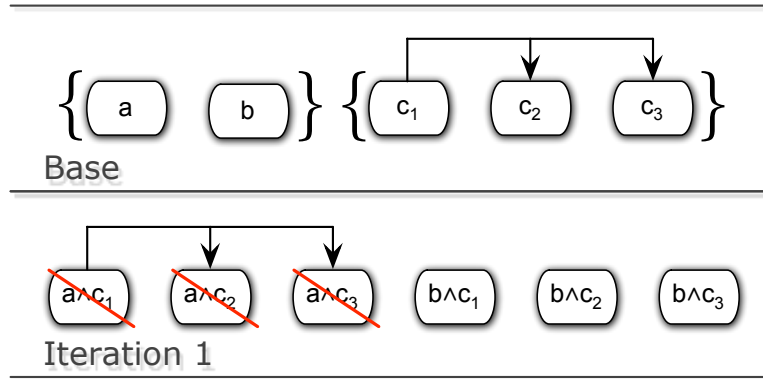 { a b } { c₁ c₂ c₃ }
Base
a∧c₁ a∧c₂ a∧c₃ b∧c₁ b∧c₂ b∧c₃
Iteration 1